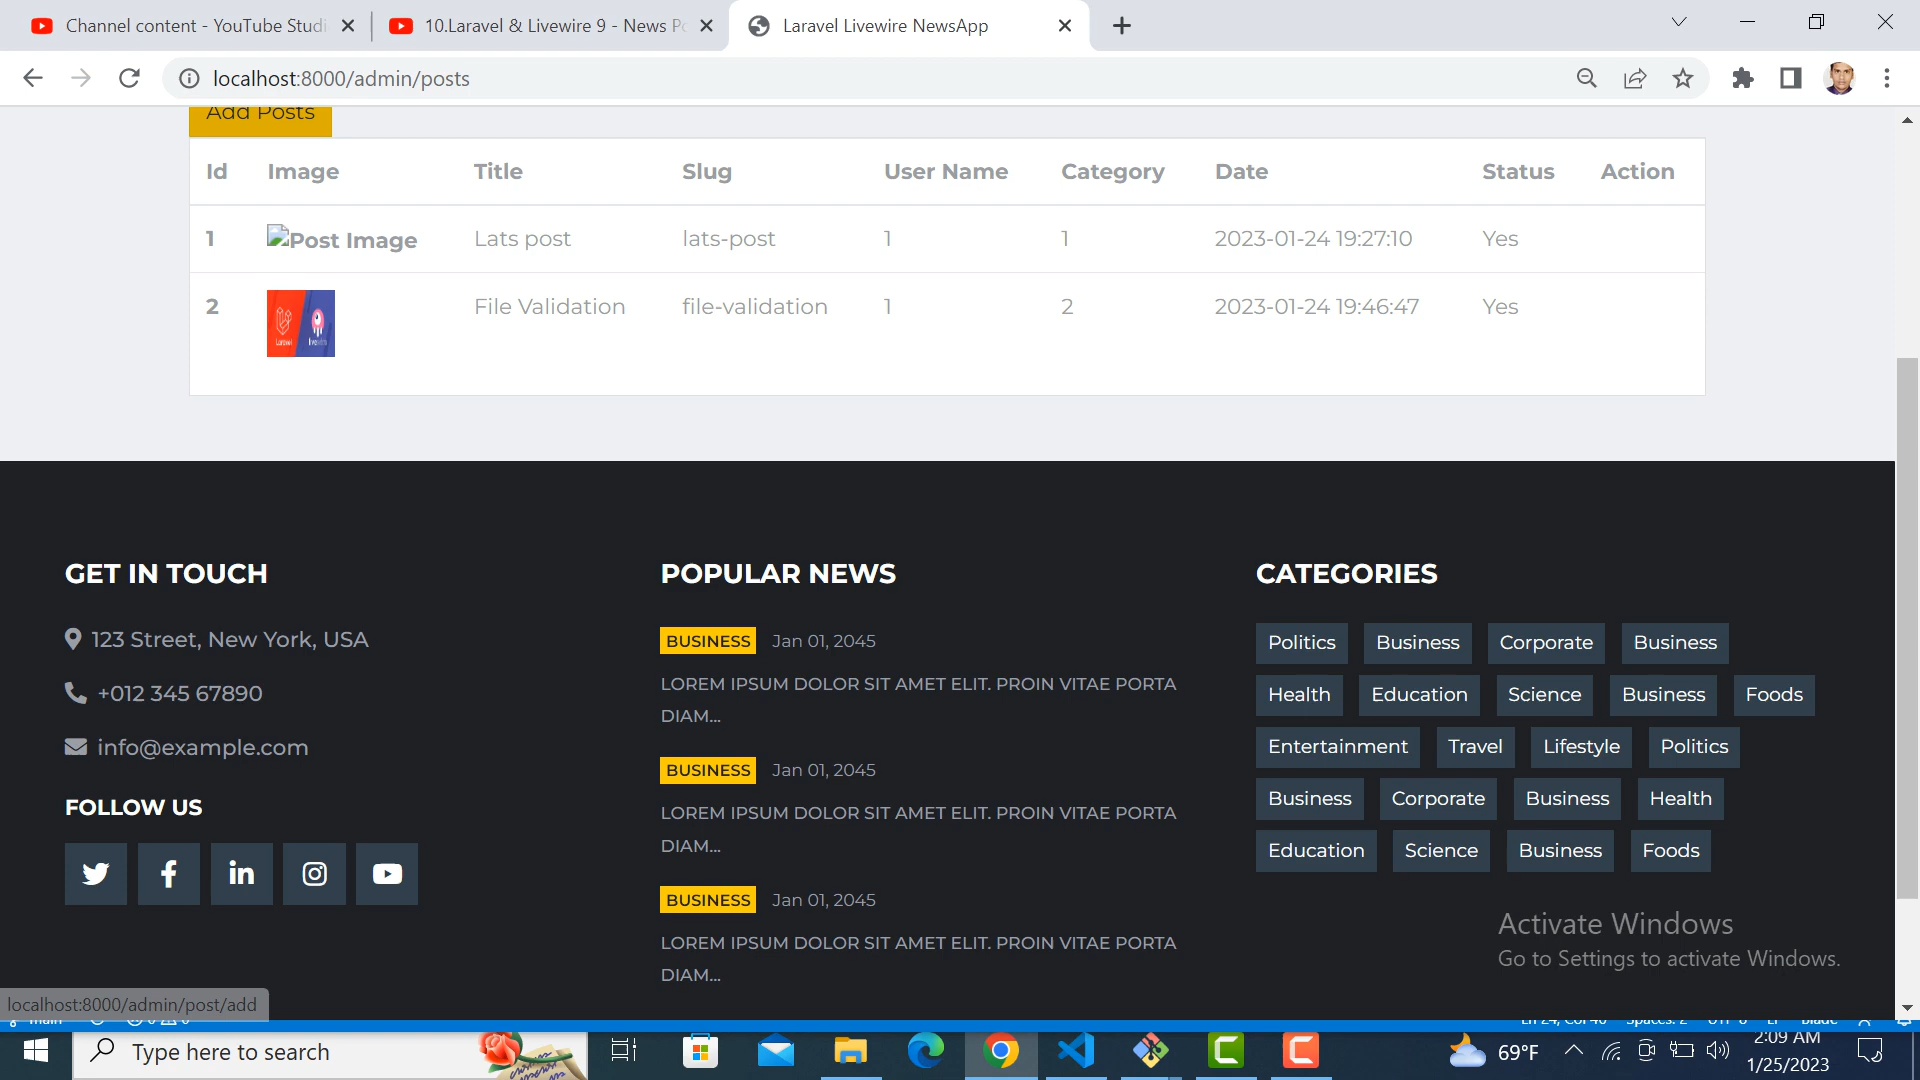 Channel content - YouTube Studi
10.Laravel & Livewire 9 - News Po
Laravel Livewire NewsApp
localhost:8000/admin/posts
Add Posts
Id Image Title Slug User Name Category Date Status Action
1 Post Image Lats post lats-post 1 1 2023-01-24 19:27:10 Yes
2 File Validation file-validation 1 2 2023-01-24 19:46:47 Yes
GET IN TOUCH
123 Street, New York, USA
+012 345 67890
info@example.com
FOLLOW US
POPULAR NEWS
BUSINESS Jan 01, 2045
LOREM IPSUM DOLOR SIT AMET ELIT. PROIN VITAE PORTA
DIAM...
BUSINESS Jan 01, 2045
LOREM IPSUM DOLOR SIT AMET ELIT. PROIN VITAE PORTA
DIAM...
BUSINESS Jan 01, 2045
LOREM IPSUM DOLOR SIT AMET ELIT. PROIN VITAE PORTA
DIAM...
CATEGORIES
Politics Business Corporate Business
Health Education Science Business Foods
Entertainment Travel Lifestyle Politics
Business Corporate Business Health
Education Science Business Foods
Activate Windows
Go to Settings to activate Windows.
localhost:8000/admin/post/add
Type here to search
69°F
2:09 AM
1/25/2023